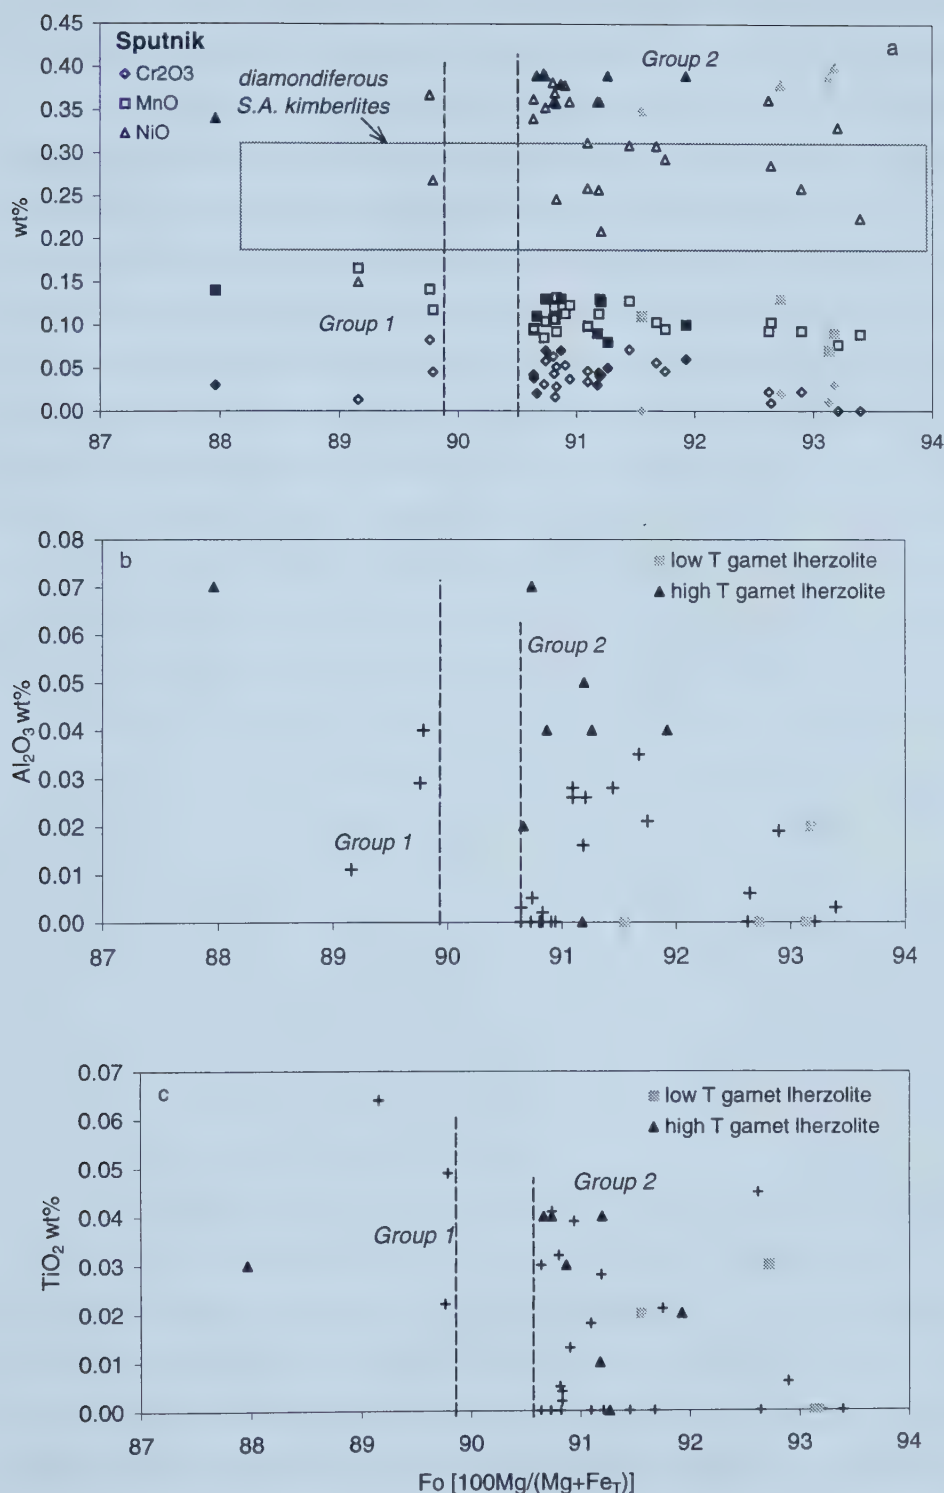 Sputnik
Cr2O3
MnO
NiO
diamondiferous
S.A. kimberlites
Group 2
a
Group 1
wt%
0.45
0.40
0.35
0.30
0.25
0.20
0.15
0.10
0.05
0.00
87 88 89 90 91 92 93 94
b
low T garnet lherzolite
high T garnet lherzolite
Group 2
Group 1
Al₂O₃ wt%
0.08
0.07
0.06
0.05
0.04
0.03
0.02
0.01
0.00
87 88 89 90 91 92 93 94
c
low T garnet lherzolite
high T garnet lherzolite
Group 2
Group 1
TiO₂ wt%
0.07
0.06
0.05
0.04
0.03
0.02
0.01
0.00
87 88 89 90 91 92 93 94
Fo [100Mg/(Mg+Fe_T)]